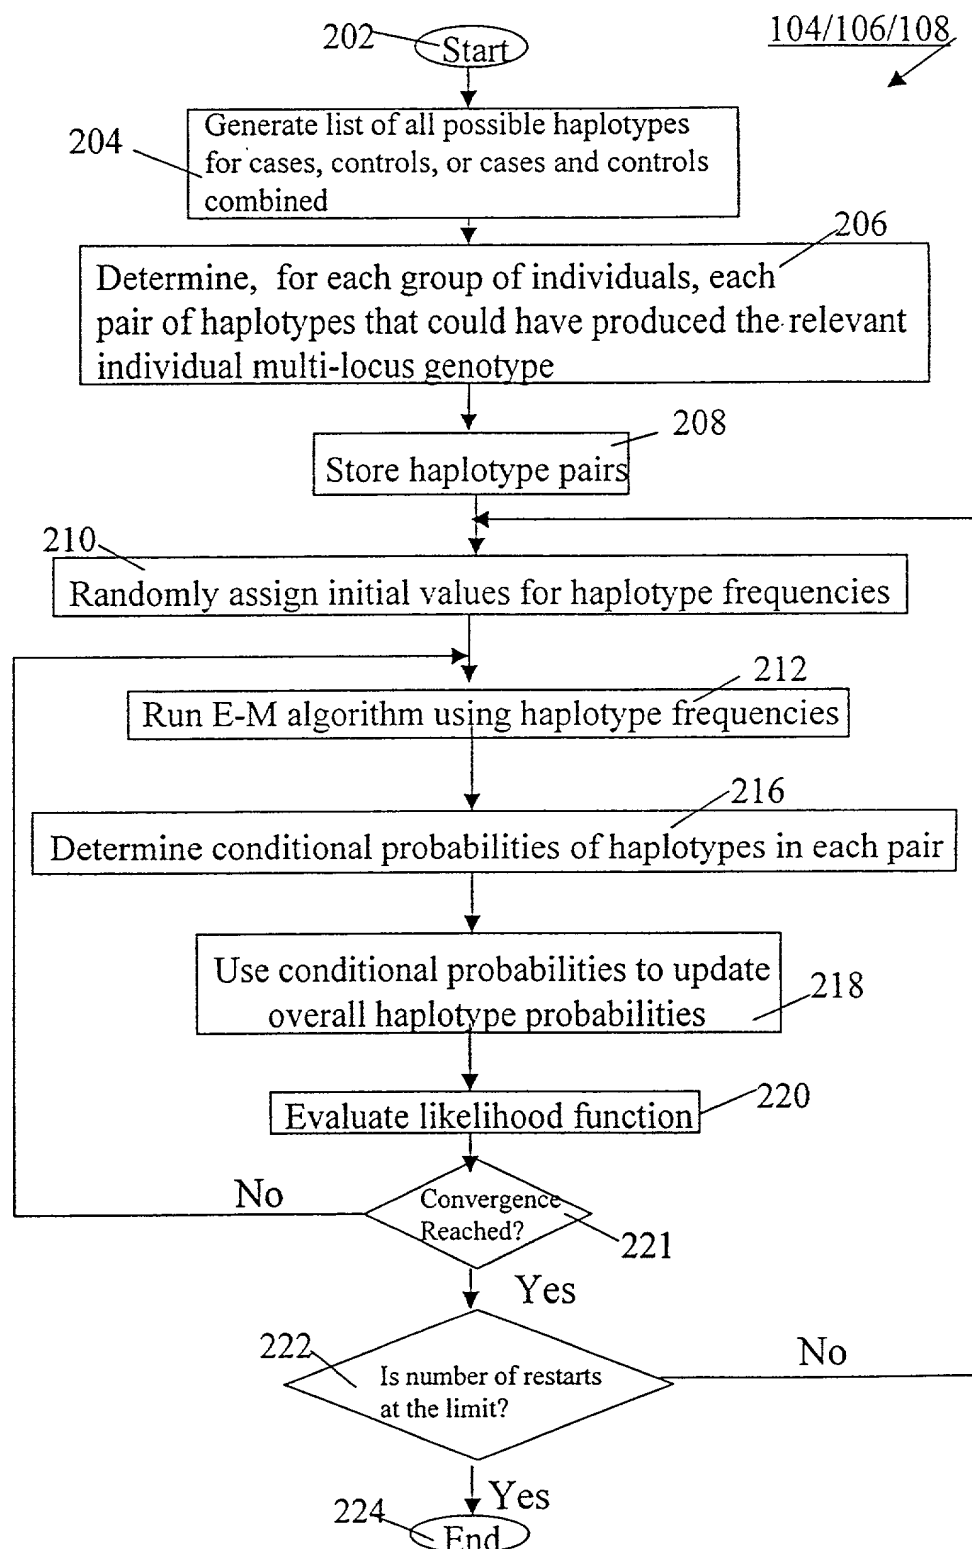 202
Start
104/106/108
204
Generate list of all possible haplotypes
for cases, controls, or cases and controls
combined
206
Determine, for each group of individuals, each
pair of haplotypes that could have produced the relevant
individual multi-locus genotype
208
Store haplotype pairs
210
Randomly assign initial values for haplotype frequencies
212
Run E-M algorithm using haplotype frequencies
216
Determine conditional probabilities of haplotypes in each pair
Use conditional probabilities to update
overall haplotype probabilities
218
Evaluate likelihood function
220
No
Convergence
Reached?
221
Yes
222
Is number of restarts
at the limit?
No
Yes
224
End